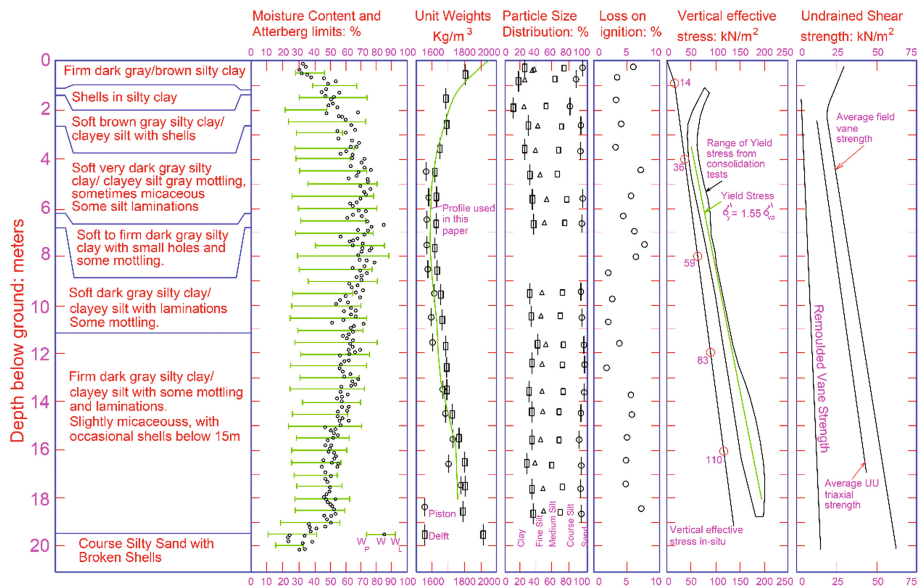 Moisture Content and
Atterberg limits: %
Unit Weights
Kg/m³
Particle Size
Distribution: %
Loss on
ignition: %
Vertical effective
stress: kN/m²
Undrained Shear
strength: kN/m²
0 10 20 30 40 50 60 70 80 90 100
1600 1800 1900 2000
0 20 40 60 80 100
0 5 10
0 50 100 150 200 250
0 25 50 75
Depth below ground: meters
0
2
4
6
8
10
12
14
16
18
20
Firm dark gray/brown silty clay
Shells in silty clay
Soft brown gray silty clay/
clayey silt with shells
Soft very dark gray silty
clay/ clayey silt gray mottling,
sometimes micaceous
Some silt laminations
Soft to firm dark gray silty
clay with small holes and
some mottling.
Soft dark gray silty clay/
clayey silt with laminations
Some mottling.
Firm dark gray silty clay/
clayey silt with some mottling
and laminations.
Slightly micaceouss, with
occasional shells below 15m
Course Silty Sand with
Broken Shells
W W W
P L
Profile used in
this
paper
Piston
Delft
Clay
Fine Silt
Medium Silt
Course Silt
Sand
14
36
59
83
110
Range of Yield
stress from
consolidation
tests
Yield Stress
σ'y = 1.55 σ'vo
Vertical effective
stress in-situ
Average field
vane
strength
Remoulded Vane Strength
Average UU
triaxial
strength
0 10 20 30 40 50 60 70 80 90 100
1600 1800 1900 2000
0 20 40 60 80 100
0 5 10
0 50 100 150 200 250
0 25 50 75